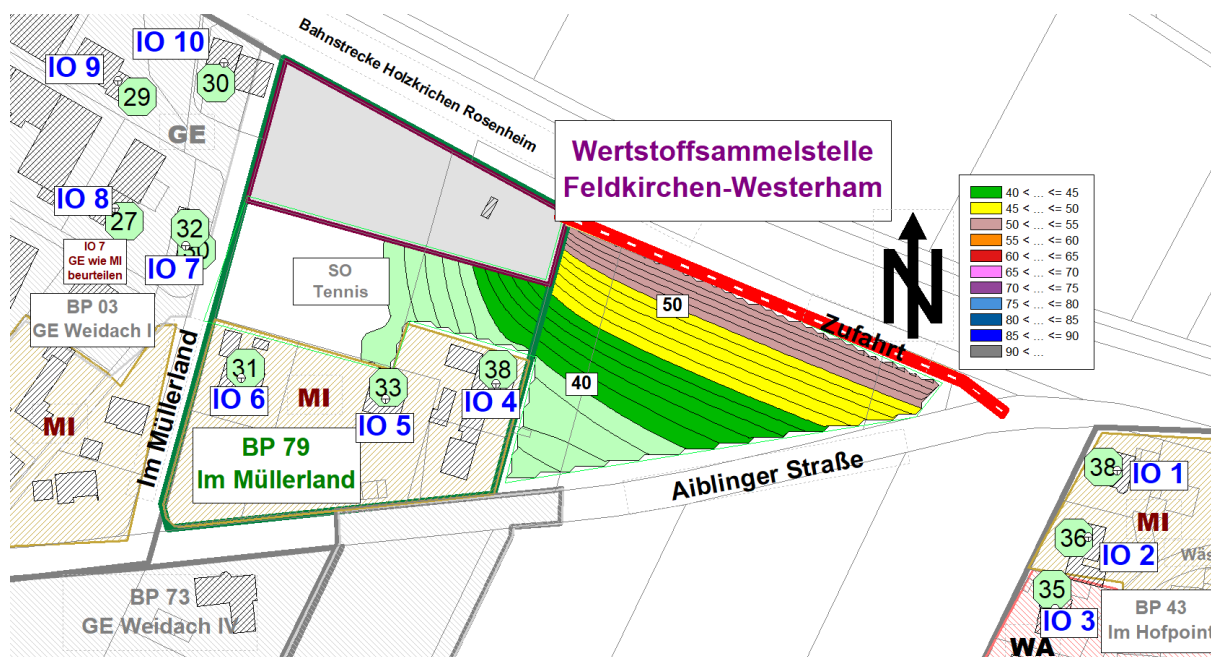 IO 10
IO 9
30
29
GE
Bahnstrecke Holzkrichen Rosenheim
Wertstoffsammelstelle
Feldkirchen-Westerham
40 < ... <= 45
45 < ... <= 50
50 < ... <= 55
55 < ... <= 60
60 < ... <= 65
65 < ... <= 70
70 < ... <= 75
75 < ... <= 80
80 < ... <= 85
85 < ... <= 90
90 < ...
N
IO 8
27
32
30
IO 7
IO 7
GE wie MI
beurteilen
BP 03
GE Weidach I
SO
Tennis
50
Zufahrt
Im Müllerland
31
IO 6
MI
33
IO 5
38
IO 4
40
MI
BP 79
Im Müllerland
Aiblinger Straße
38
IO 1
MI
36
IO 2
35
IO 3
WA
BP 43
Im Hofpoint
BP 73
GE Weidach IV